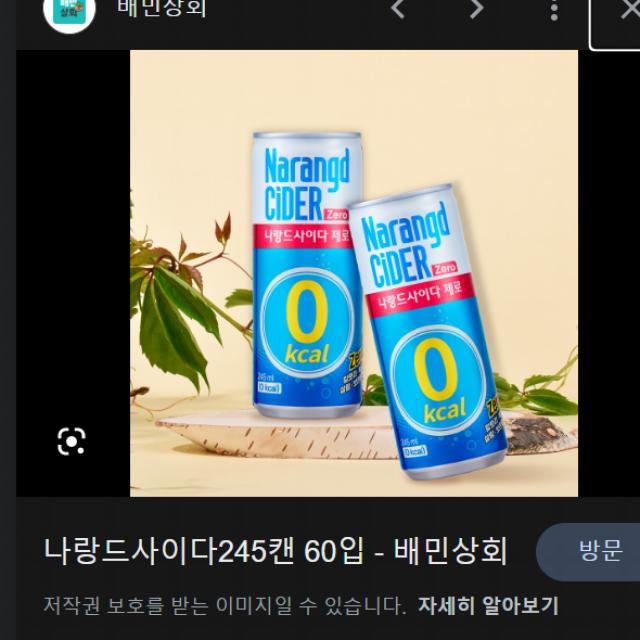 배민상회
Narangd
CiDER Zero
나랑드사이다 제로
0
kcal
245 ml
(0 kcal)
Narangd
CiDER Zero
나랑드사이다 제로
0
kcal
245 ml
(0 kcal)
나랑드사이다245캔 60입 - 배민상회
방문
저작권 보호를 받는 이미지일 수 있습니다. 자세히 알아보기